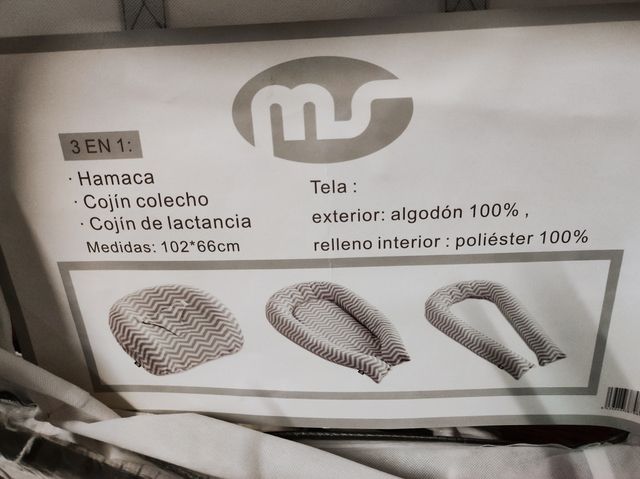 ms
3 EN 1:
· Hamaca
· Cojín colecho
· Cojín de lactancia
Medidas: 102*66cm
Tela :
exterior: algodón 100% ,
relleno interior : poliéster 100%